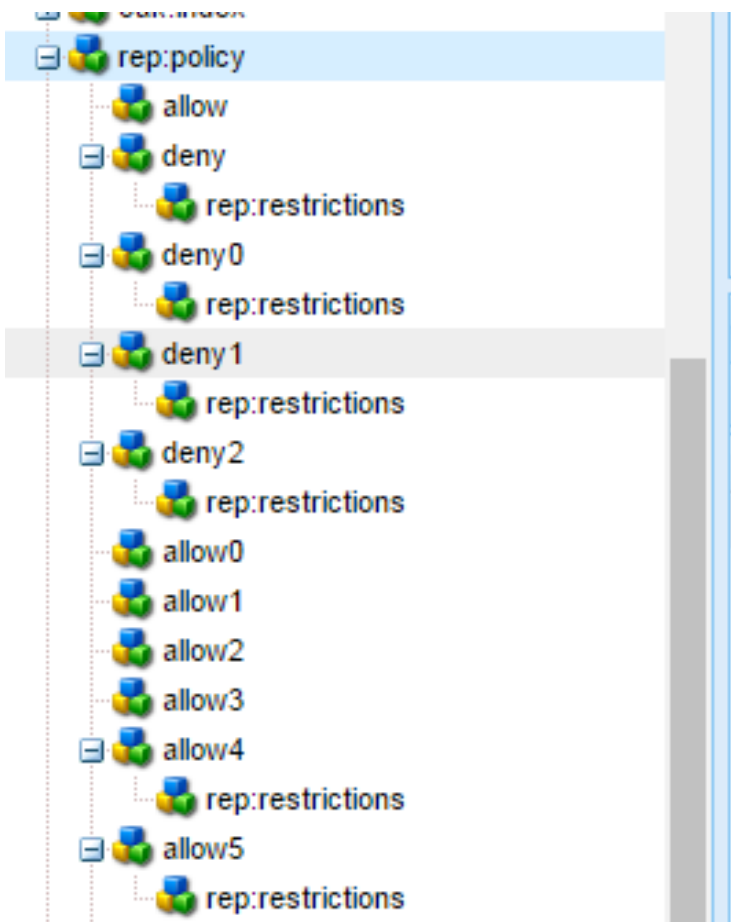 rep:policy
allow
deny
rep:restrictions
deny0
rep:restrictions
deny1
rep:restrictions
deny2
rep:restrictions
allow0
allow1
allow2
allow3
allow4
rep:restrictions
allow5
rep:restrictions